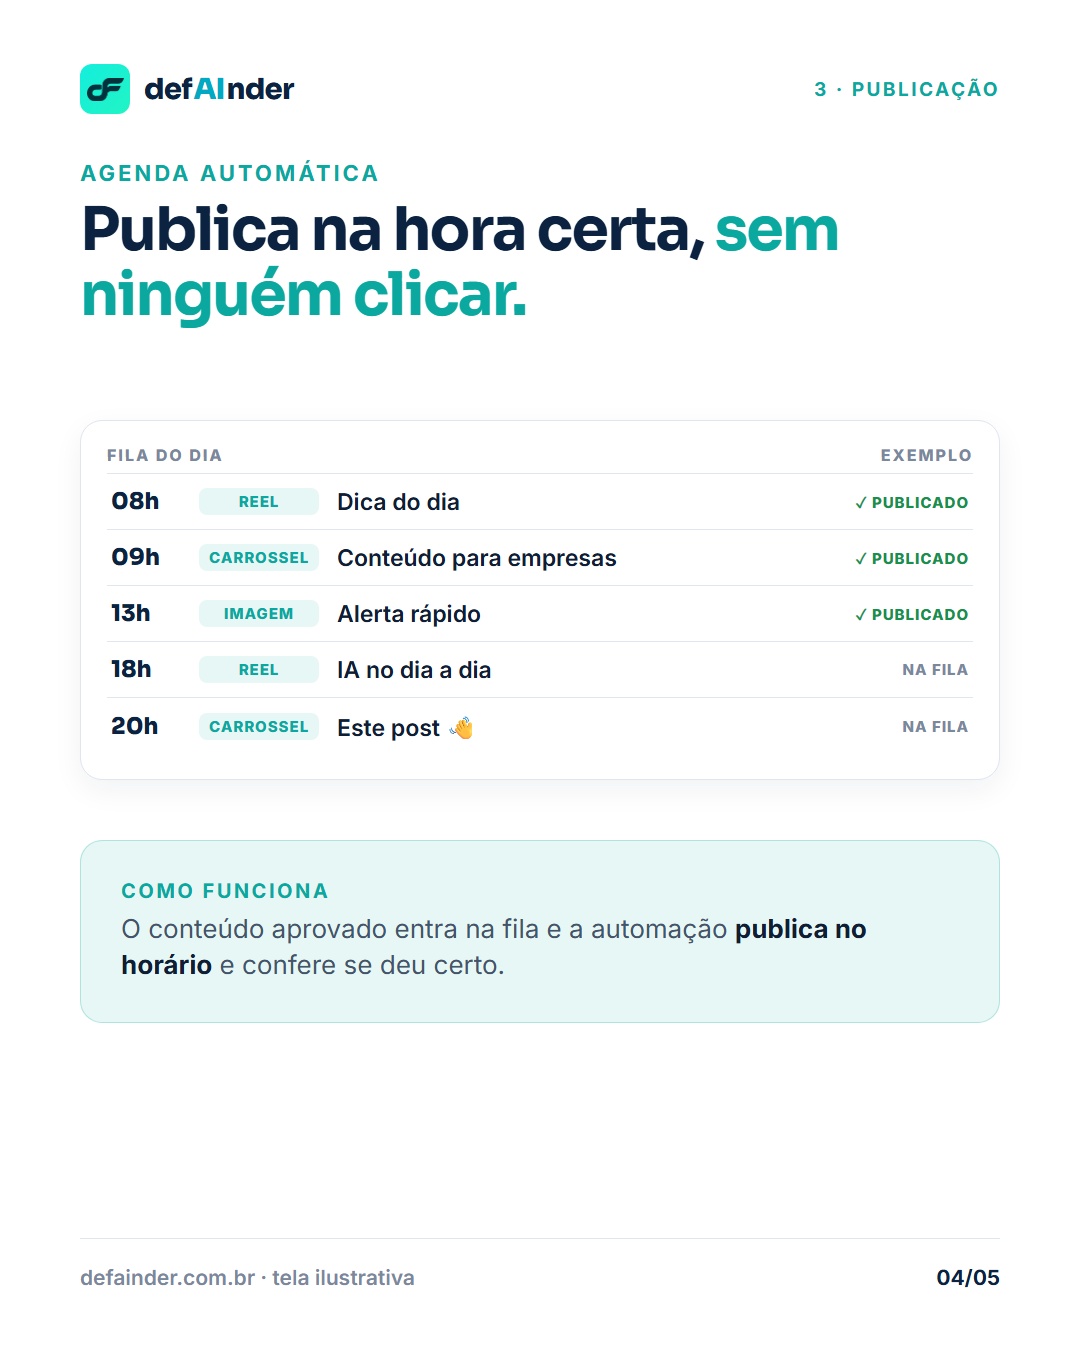 defAInder
3 · PUBLICAÇÃO
AGENDA AUTOMÁTICA
Publica na hora certa, sem
ninguém clicar.
FILA DO DIA EXEMPLO
08h REEL Dica do dia ✓ PUBLICADO
09h CARROSSEL Conteúdo para empresas ✓ PUBLICADO
13h IMAGEM Alerta rápido ✓ PUBLICADO
18h REEL IA no dia a dia NA FILA
20h CARROSSEL Este post 👋 NA FILA
COMO FUNCIONA
O conteúdo aprovado entra na fila e a automação publica no
horário e confere se deu certo.
defainder.com.br · tela ilustrativa 04/05